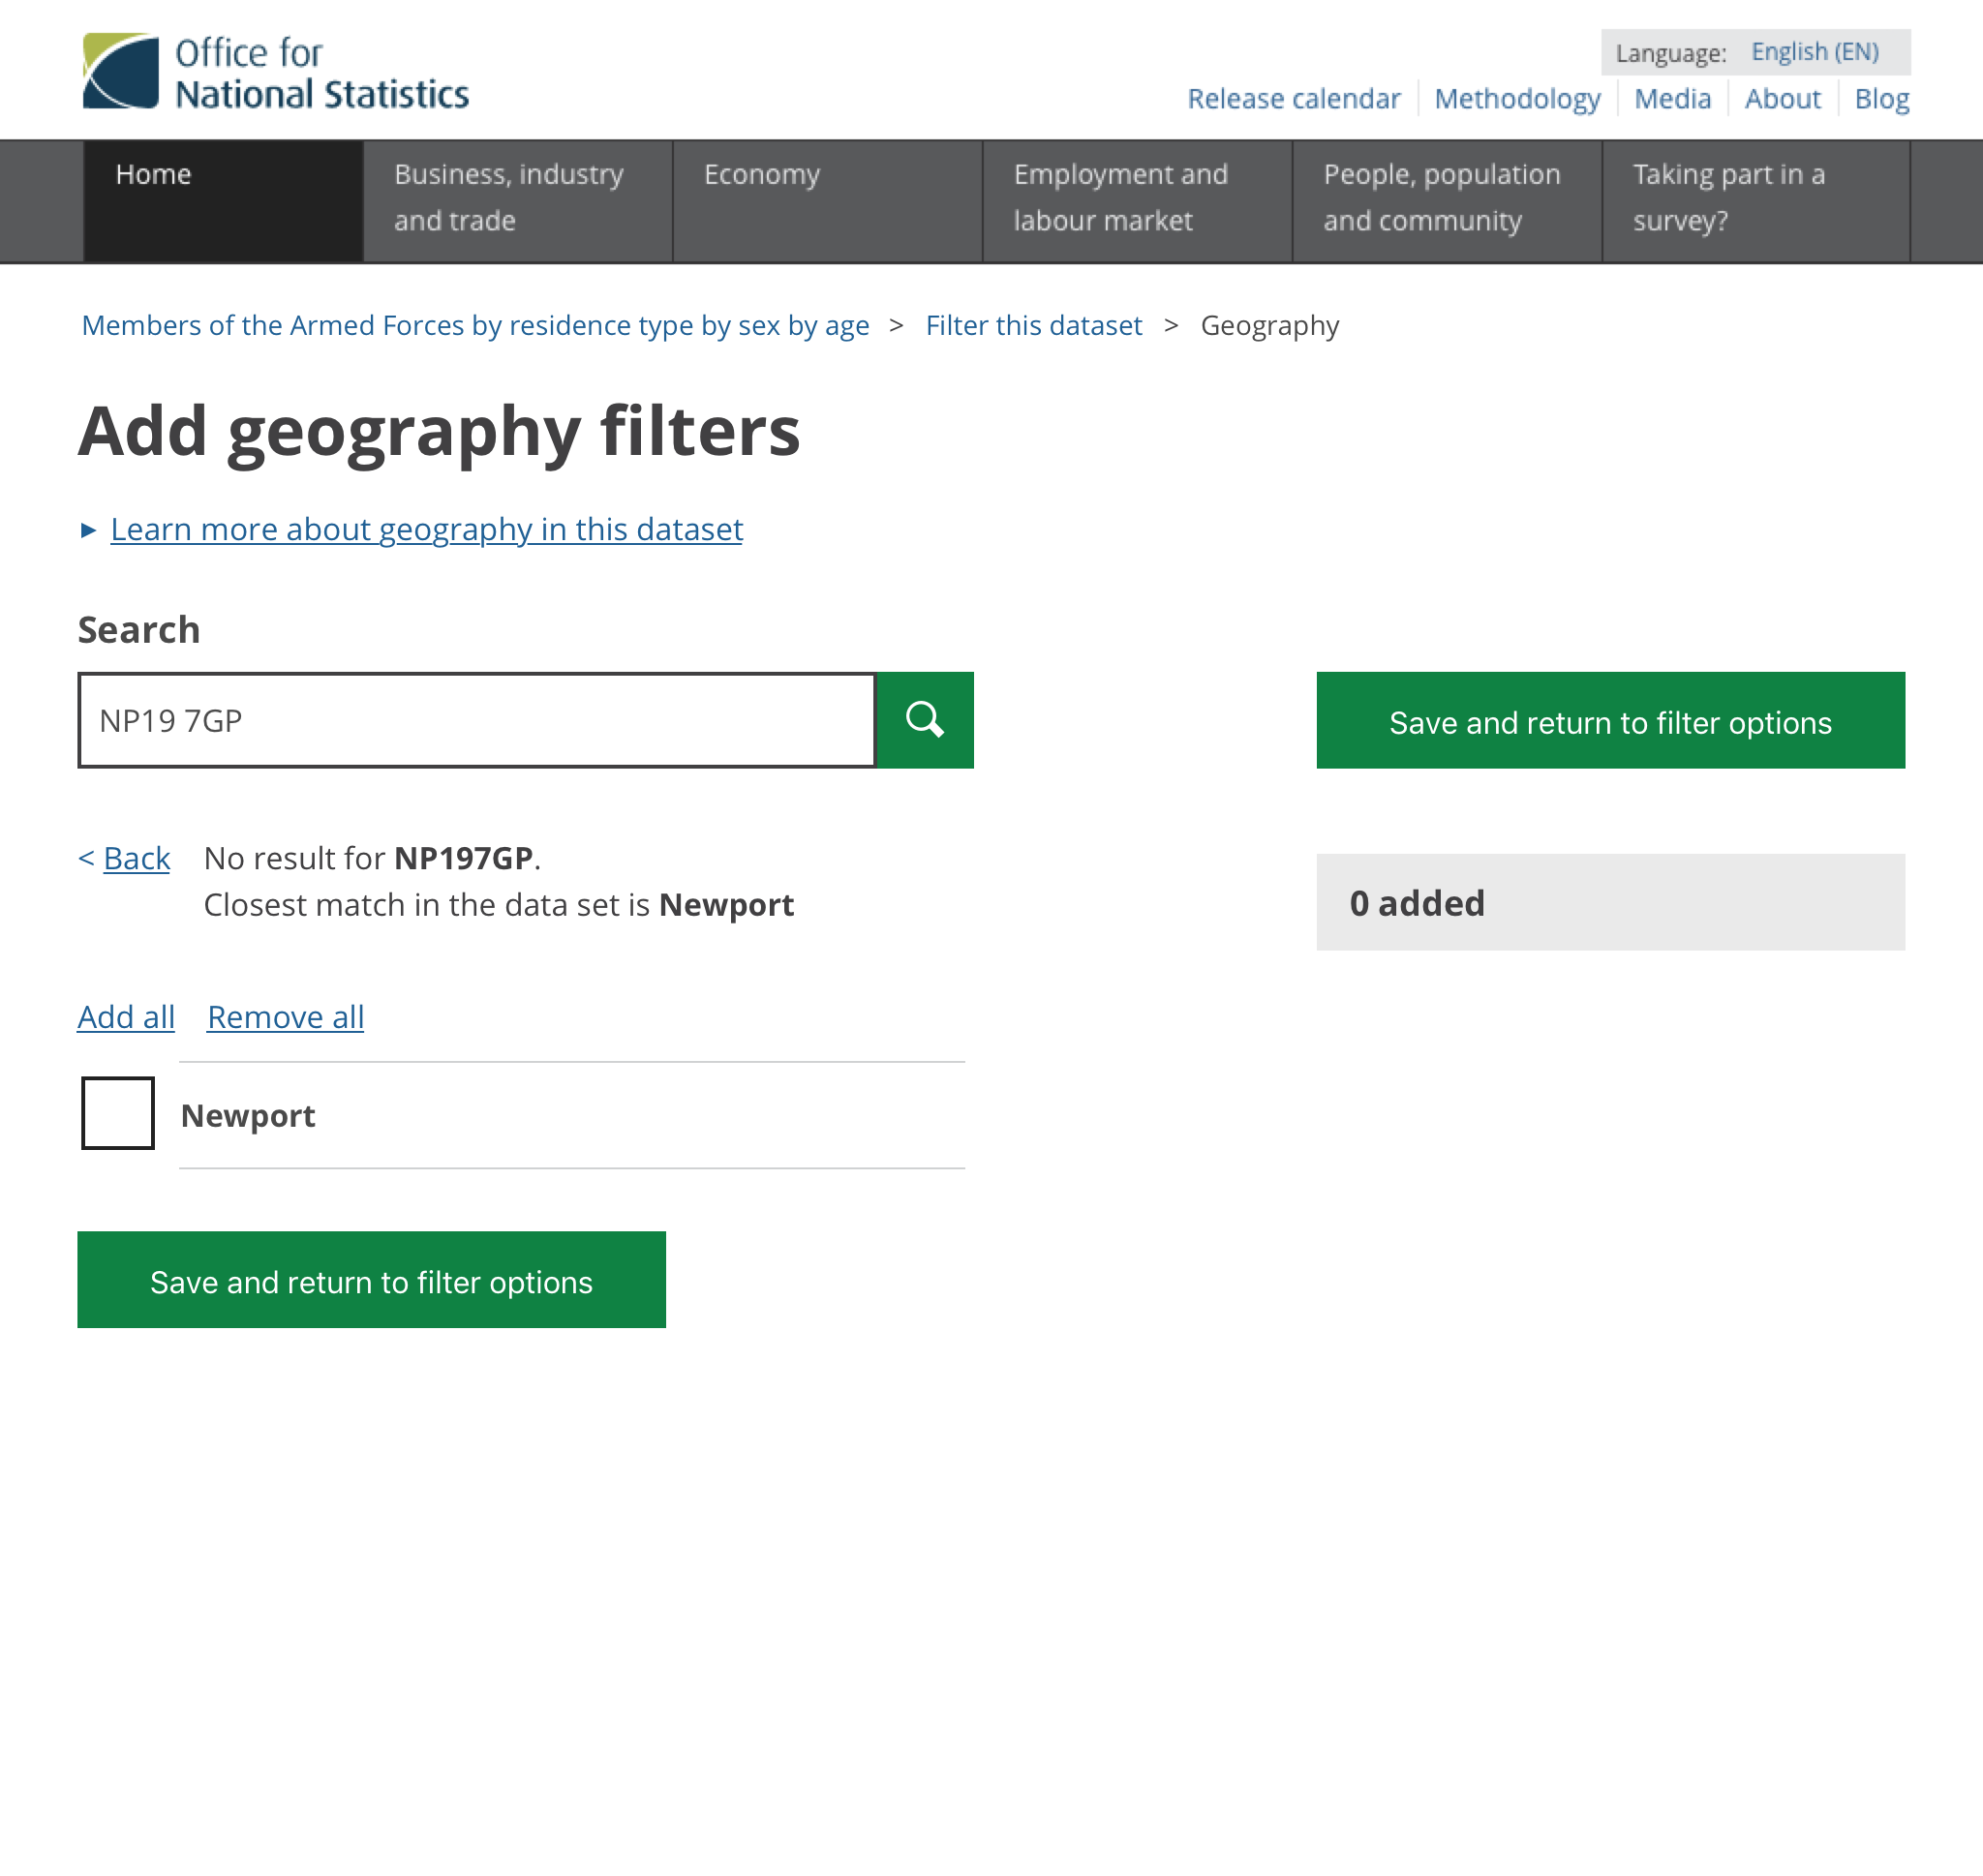 Office for
National Statistics
Language: English (EN)
Release calendar Methodology Media About Blog
Home
Business, industry
and trade
Economy
Employment and
labour market
People, population
and community
Taking part in a
survey?
Members of the Armed Forces by residence type by sex by age > Filter this dataset > Geography
Add geography filters
► Learn more about geography in this dataset
Search
NP19 7GP
Save and return to filter options
< Back No result for NP197GP.
Closest match in the data set is Newport
0 added
Add all Remove all
Newport
Save and return to filter options